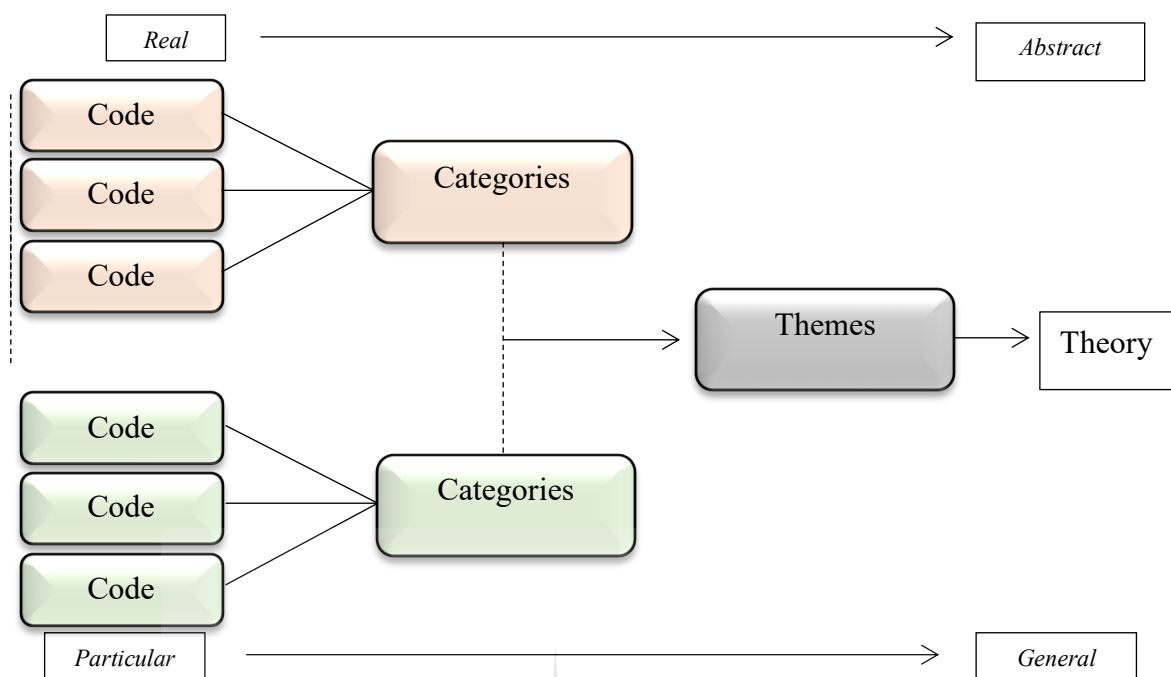 Real
Abstract
Code
Code
Code
Categories
Themes
Theory
Code
Code
Code
Categories
Particular
General